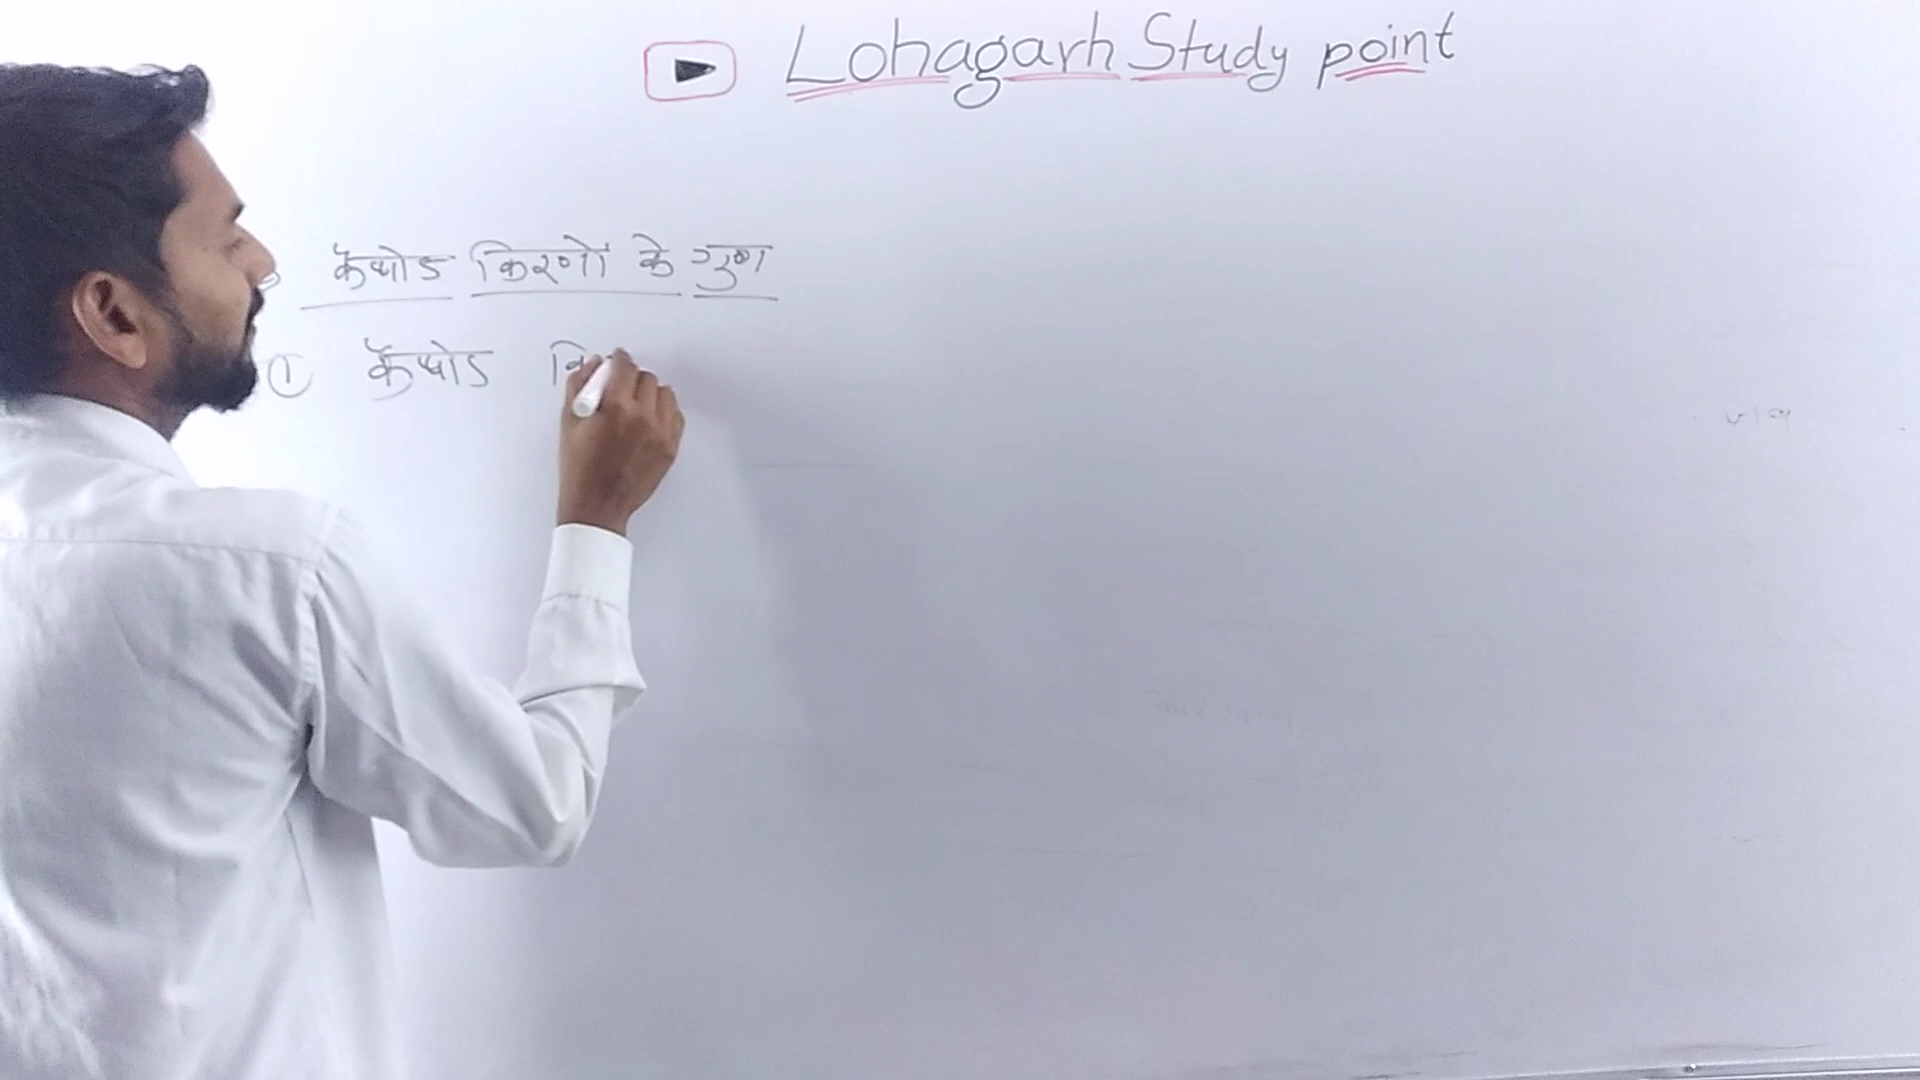 Lohagarh Study point
कैथोड किरणों के गुण
① कैथोड